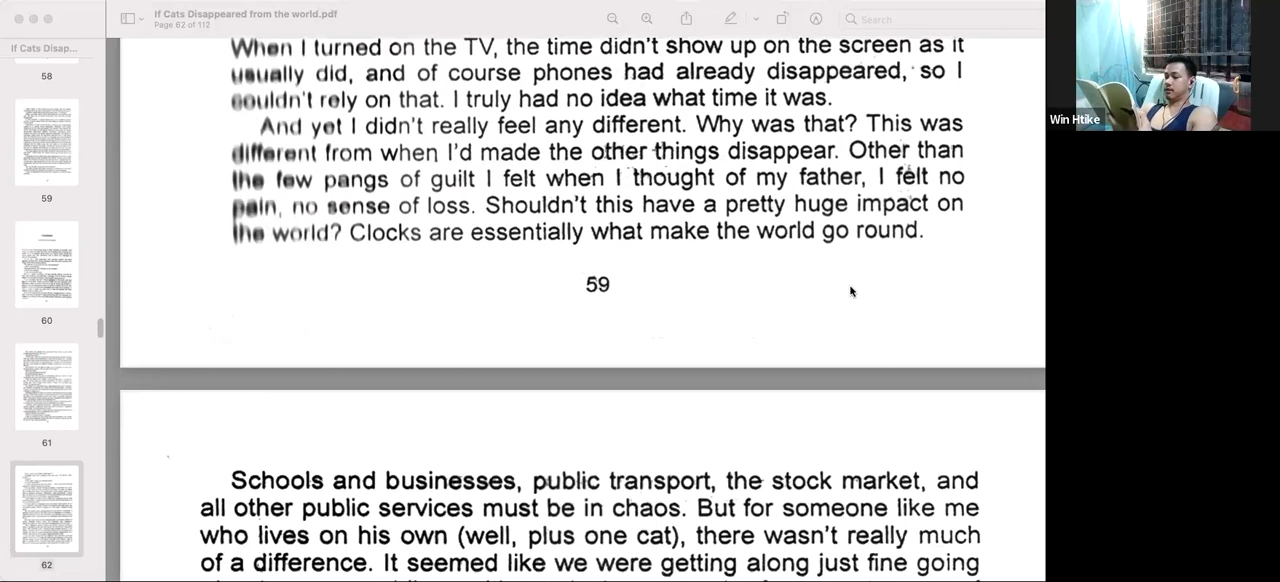 If Cats Disappeared from the world.pdf
Page 62 of 112
Search
If Cats Disap...
58
59
60
61
62
When I turned on the TV, the time didn't show up on the screen as it
usually did, and of course phones had already disappeared, so I
couldn't rely on that. I truly had no idea what time it was.
And yet I didn't really feel any different. Why was that? This was
different from when I'd made the other things disappear. Other than
the few pangs of guilt I felt when I thought of my father, I felt no
pain, no sense of loss. Shouldn't this have a pretty huge impact on
the world? Clocks are essentially what make the world go round.
59
Schools and businesses, public transport, the stock market, and
all other public services must be in chaos. But for someone like me
who lives on his own (well, plus one cat), there wasn't really much
of a difference. It seemed like we were getting along just fine going
Win Htike